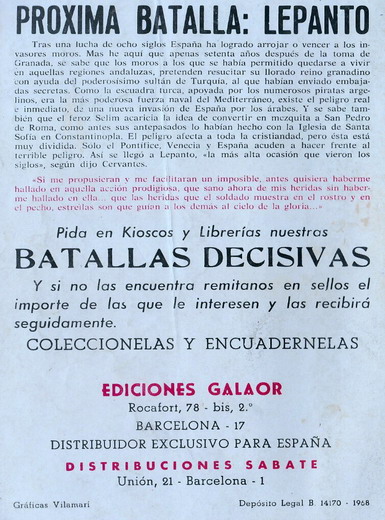 PROXIMA BATALLA: LEPANTO
Tras una lucha de ocho siglos España ha logrado arrojar o vencer a los in-
vasores moros. Mas he aquí que apenas setenta años después de la toma de
Granada, se sabe que los moros a los que se había permitido quedarse a vivir
en aquellas regiones andaluzas, pretenden resucitar su llorado reino granadino
con ayuda del poderosísimo sultán de Turquía, al que habían enviado emba-
jadas secretas. Como la escuadra turca, apoyada por los numerosos piratas arge-
linos, era la más poderosa fuerza naval del Mediterráneo, existe el peligro real
e inmediato, de una nueva invasión de España por los árabes. Y se sabe tam-
bién que el feroz Selim acaricia la idea de convertir en mezquita a San Pedro
de Roma, como antes sus antepasados lo habían hecho con la Iglesia de Santa
Sofía en Constantinopla. El peligro afecta a toda la cristiandad, pero ésta está
muy dividida. Sólo el Pontífice, Venecia y España acuden a hacer frente al
terrible peligro. Así se llegó a Lepanto, «la más alta ocasión que vieron los
siglos», según dijo Cervantes.
«Si me propusieran y me facilitaran un imposible, antes quisiera haberme
hallado en aquella acción prodigiosa, que sano ahora de mis heridas sin haber-
me hallado en ella... que las heridas que el soldado muestra en el rostro y en
el pecho, estrellas son que guían a los demás al cielo de la gloria...»
Pida en Kioscos y Librerías nuestras
BATALLAS DECISIVAS
Y si no las encuentra remitanos en sellos el
importe de las que le interesen y las recibirá
seguidamente.
COLECCIONELAS Y ENCUADERNELAS
EDICIONES GALAOR
Rocafort, 78 - bis, 2.º
BARCELONA - 17
DISTRIBUIDOR EXCLUSIVO PARA ESPAÑA
DISTRIBUCIONES SABATE
Unión, 21 - Barcelona - 1
Gráficas Vilamarí Depósito Legal B. 14170 - 1968